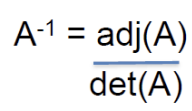 A⁻¹ = adj(A)
det(A)